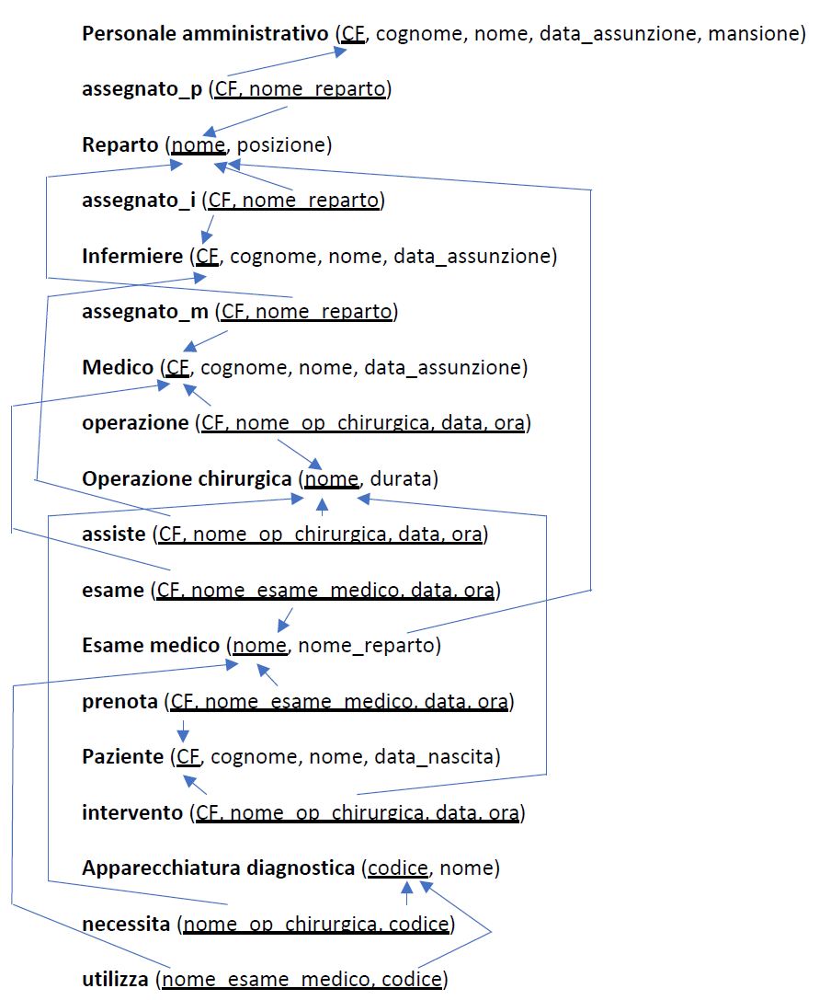 Personale amministrativo (CF, cognome, nome, data_assunzione, mansione)
assegnato_p (CF, nome_reparto)
Reparto (nome, posizione)
assegnato_i (CF, nome_reparto)
Infermiere (CF, cognome, nome, data_assunzione)
assegnato_m (CF, nome_reparto)
Medico (CF, cognome, nome, data_assunzione)
operazione (CF, nome_op_chirurgica, data, ora)
Operazione chirurgica (nome, durata)
assiste (CF, nome_op_chirurgica, data, ora)
esame (CF, nome_esame_medico, data, ora)
Esame medico (nome, nome_reparto)
prenota (CF, nome_esame_medico, data, ora)
Paziente (CF, cognome, nome, data_nascita)
intervento (CF, nome_op_chirurgica, data, ora)
Apparecchiatura diagnostica (codice, nome)
necessita (nome_op_chirurgica, codice)
utilizza (nome_esame_medico, codice)